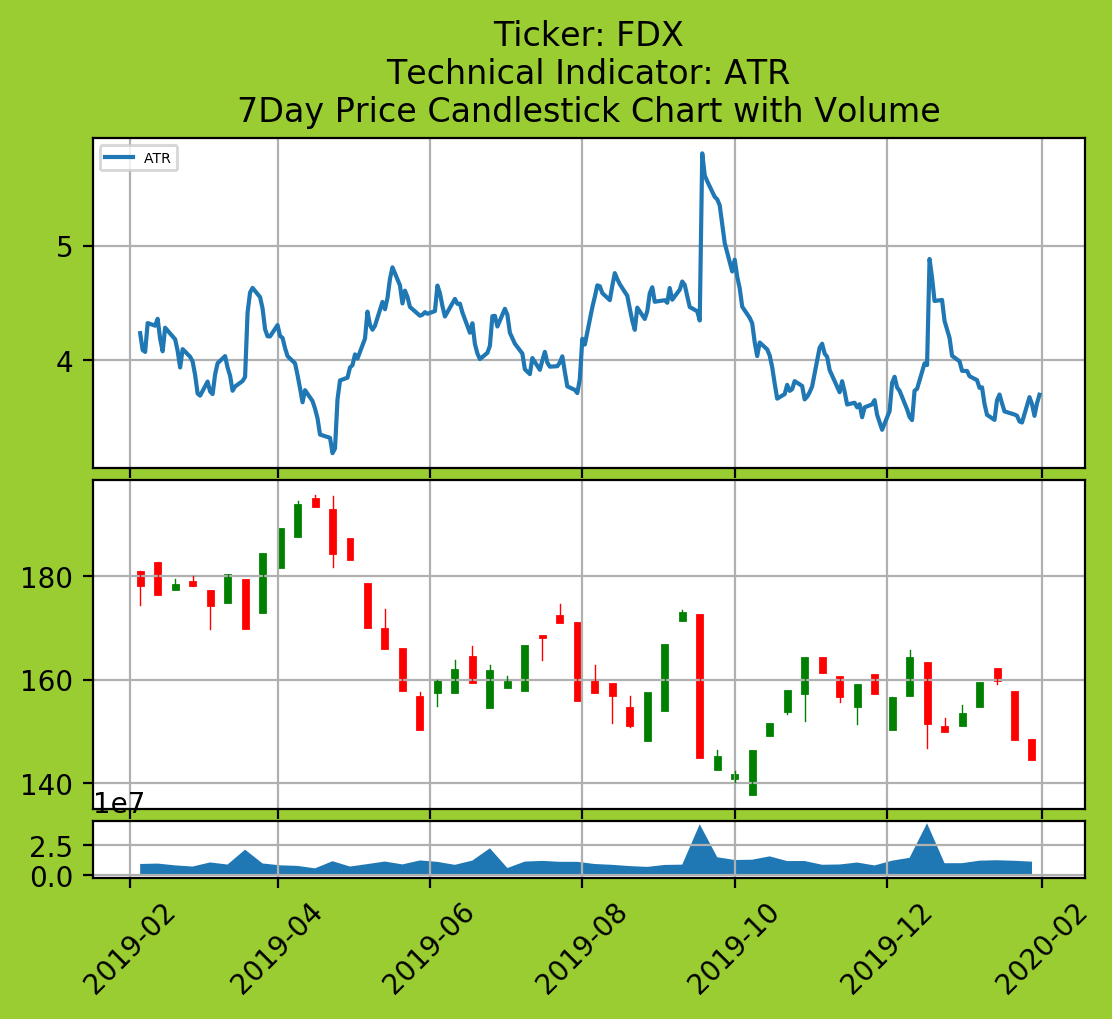 Ticker: FDX
Technical Indicator: ATR
7Day Price Candlestick Chart with Volume
ATR
5
4
180
160
140
1e7
2.5
0.0
2019-02
2019-04
2019-06
2019-08
2019-10
2019-12
2020-02